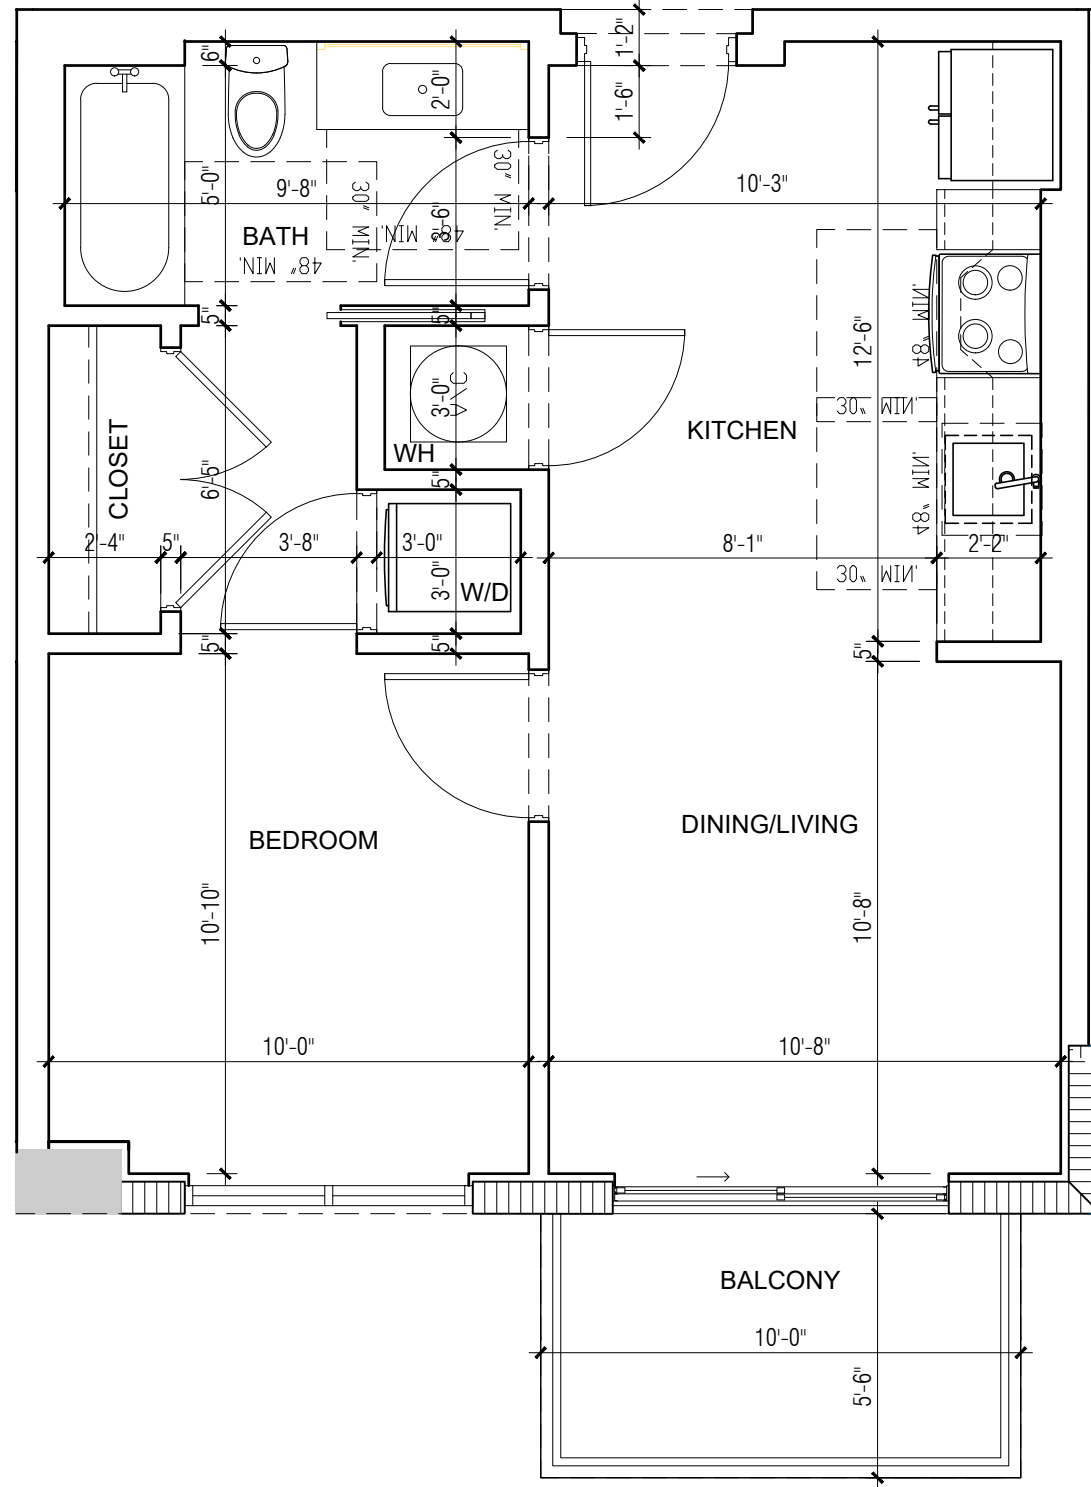 6"
1'-2"
2'-0"
1'-6"
5'-0"
9'-8"
30" MIN.
30" MIN.
10'-3"
BATH
48" MIN.
48" MIN.
3'-6"
48" MIN.
5"
5"
12'-6"
3'-0"
30" MIN.
CLOSET
WH
KITCHEN
6'-5"
5"
48" MIN.
2'-4"
5"
3'-8"
3'-0"
8'-1"
2'-2"
30" MIN.
3'-0"
W/D
5"
5"
5"
BEDROOM
DINING/LIVING
10'-10"
10'-8"
10'-0"
10'-8"
BALCONY
10'-0"
5'-6"